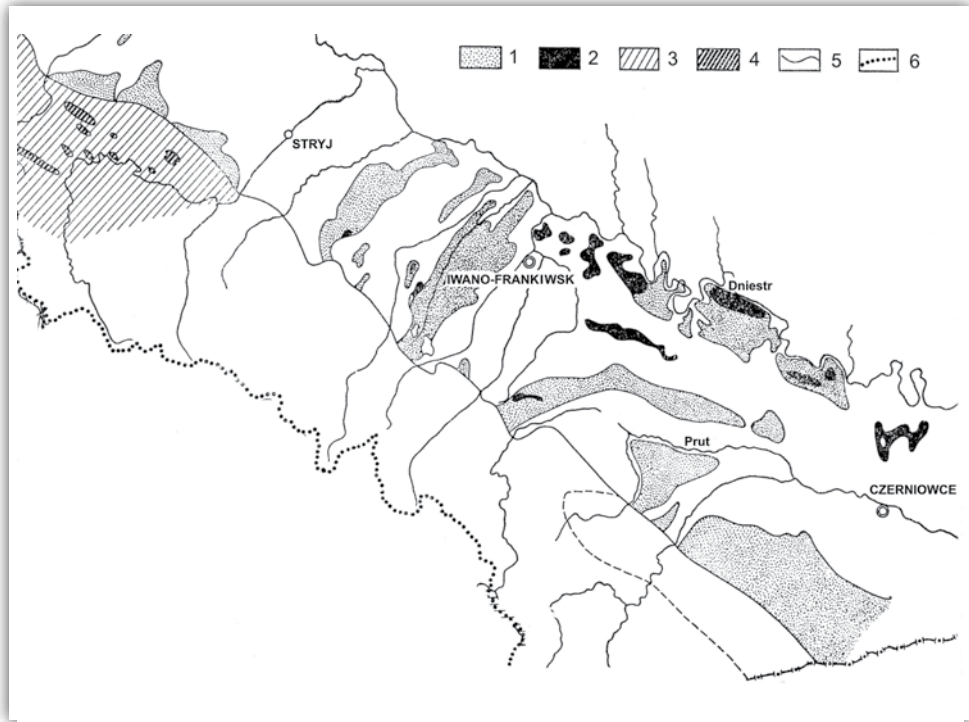 1 2 3 4 5 6
STRYJ
IWANO-FRANKIWSK
Dniestr
Prut
CZERNIOWCE